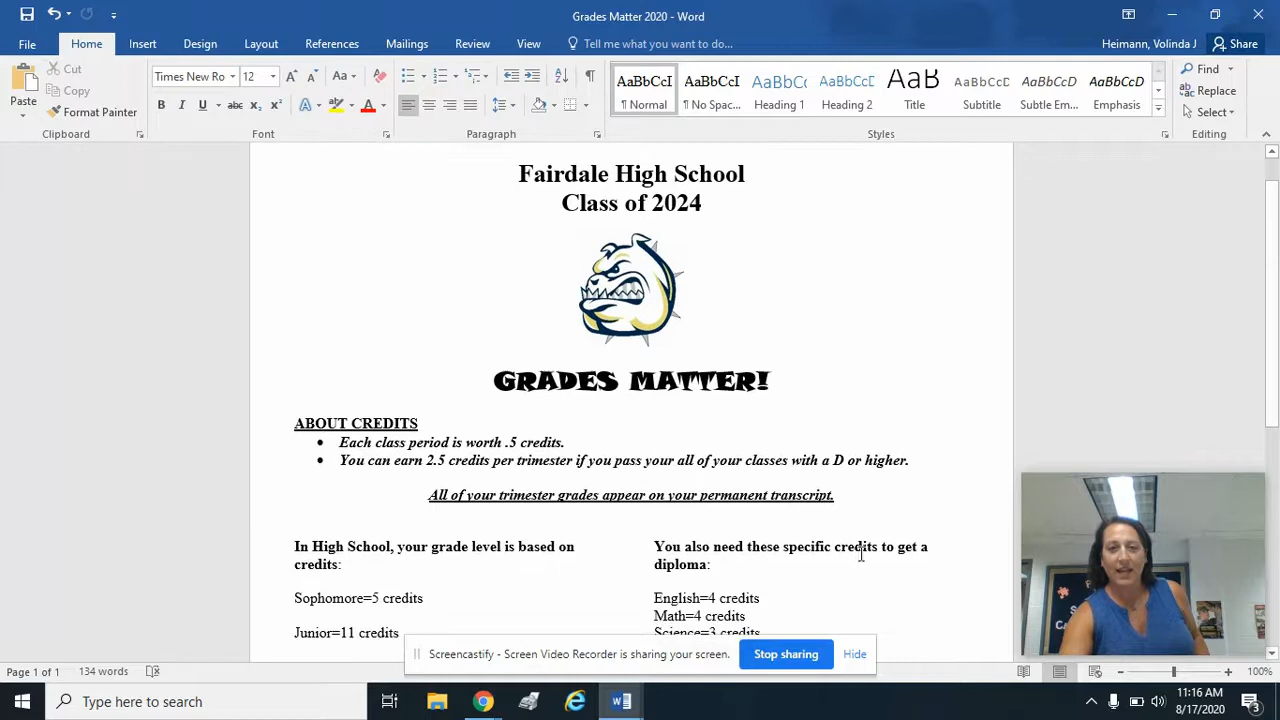 Grades Matter 2020 - Word
File Home Insert Design Layout References Mailings Review View Tell me what you want to do... Heimann, Volinda J Share
Cut
Copy
Paste
Format Painter
Clipboard
Times New Ro 12
Font
Paragraph
AaBbCcI AaBbCcI AaBbCc AaBbCcD AaB AaBbCcD AaBbCcD AaBbCcD
¶ Normal ¶ No Spac... Heading 1 Heading 2 Title Subtitle Subtle Em... Emphasis
Styles
Find
Replace
Select
Editing
Fairdale High School
Class of 2024
GRADES MATTER!
ABOUT CREDITS
• Each class period is worth .5 credits.
• You can earn 2.5 credits per trimester if you pass your all of your classes with a D or higher.
All of your trimester grades appear on your permanent transcript.
In High School, your grade level is based on
credits:
Sophomore=5 credits
Junior=11 credits
You also need these specific credits to get a
diploma:
English=4 credits
Math=4 credits
Science=3 credits
Screencastify - Screen Video Recorder is sharing your screen. Stop sharing Hide
Page 1 of 1 134 words 100%
Type here to search
11:16 AM
8/17/2020
3